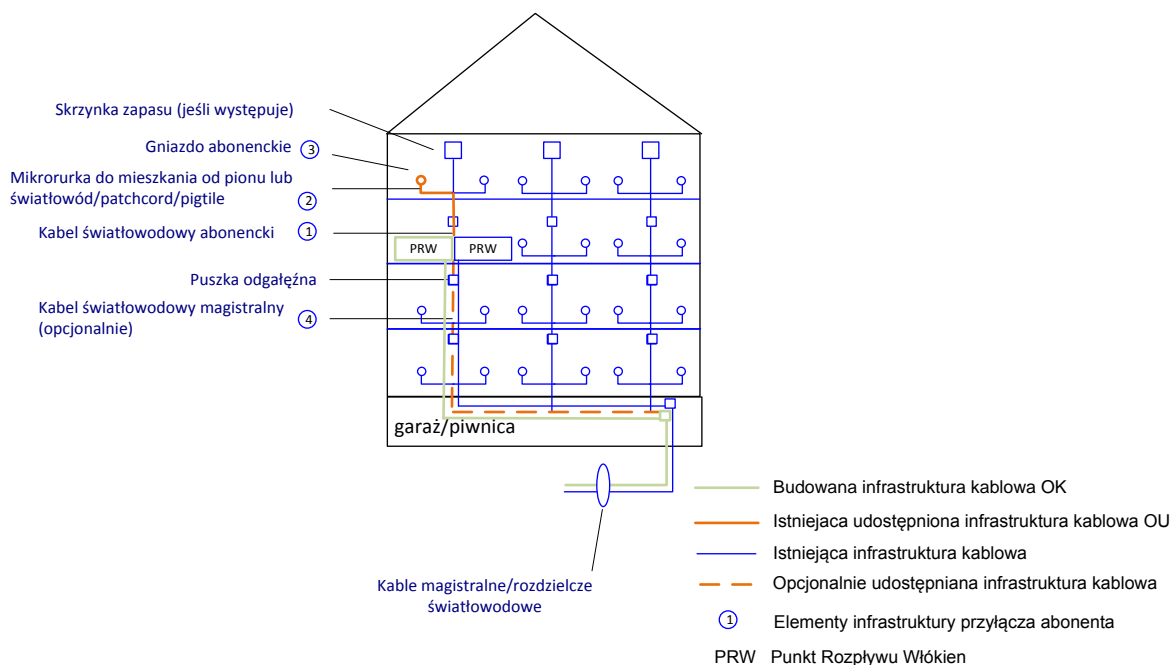 Skrzynka zapasu (jeśli występuje)
Gniazdo abonenckie 3
Mikrorurka do mieszkania od pionu lub
światłowód/patchcord/pigtile 2
Kabel światłowodowy abonencki 1
PRW PRW
Puszka odgałęźna
Kabel światłowodowy magistralny
(opcjonalnie) 4
garaż/piwnica
Kable magistralne/rozdzielcze
światłowodowe
Budowana infrastruktura kablowa OK
Istniejaca udostępniona infrastruktura kablowa OU
Istniejąca infrastruktura kablowa
Opcjonalnie udostępniana infrastruktura kablowa
1 Elementy infrastruktury przyłącza abonenta
PRW Punkt Rozpływu Włókien